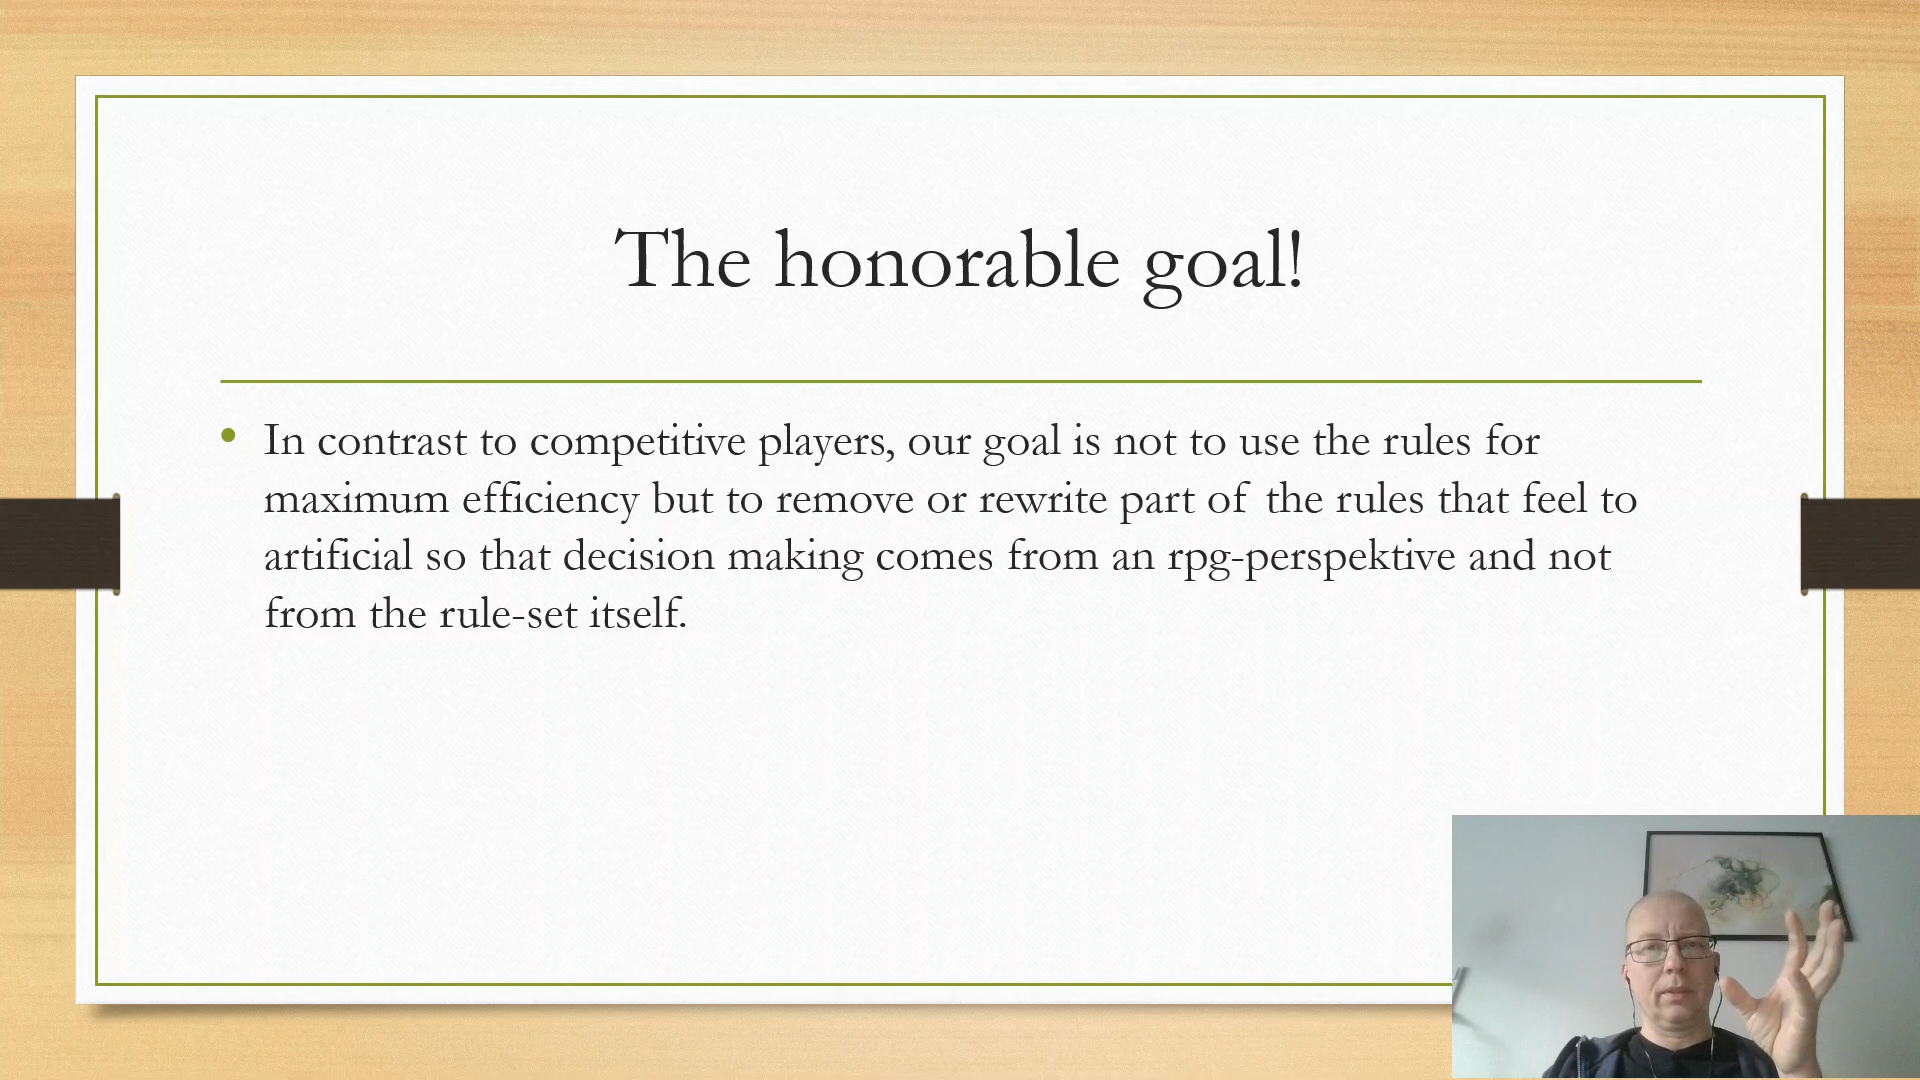 The honorable goal!
In contrast to competitive players, our goal is not to use the rules for
maximum efficiency but to remove or rewrite part of the rules that feel to
artificial so that decision making comes from an rpg-perspektive and not
from the rule-set itself.